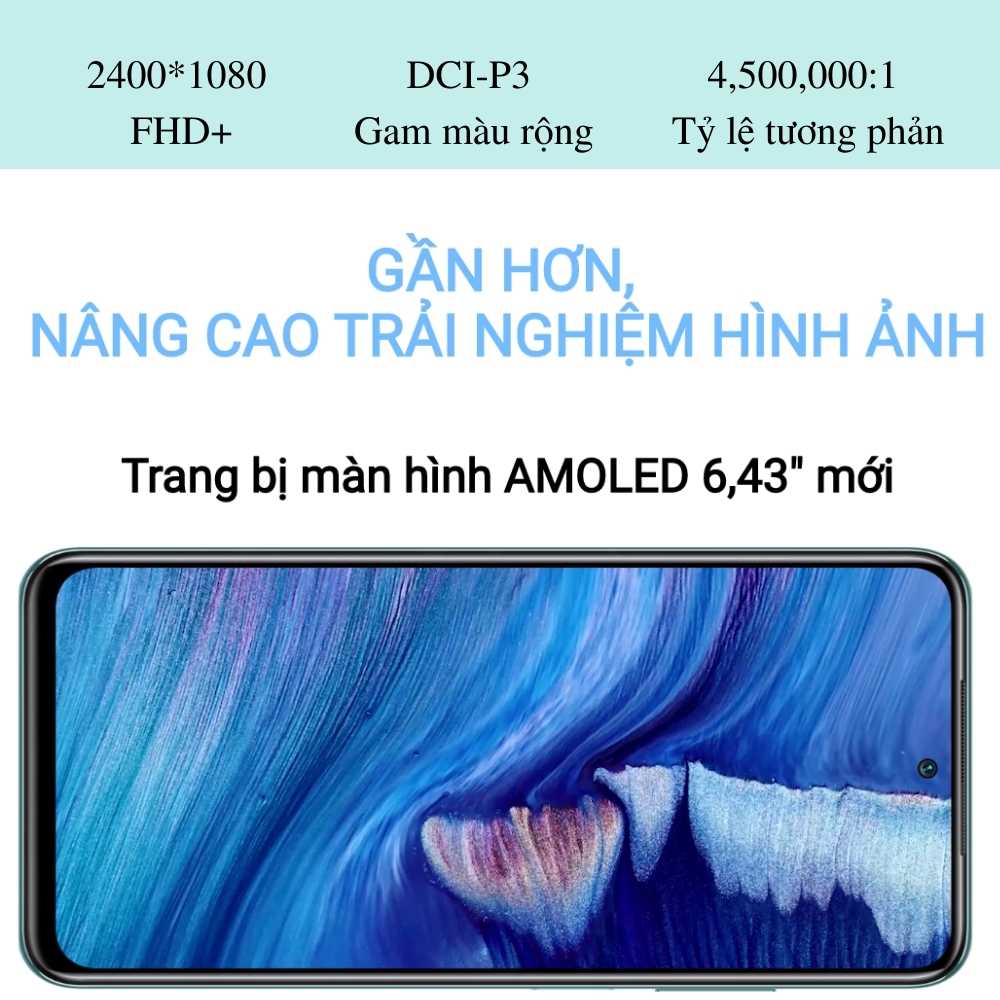 2400*1080 DCI-P3 4,500,000:1
FHD+ Gam màu rộng Tỷ lệ tương phản
GẦN HƠN,
NÂNG CAO TRẢI NGHIỆM HÌNH ẢNH
Trang bị màn hình AMOLED 6,43" mới